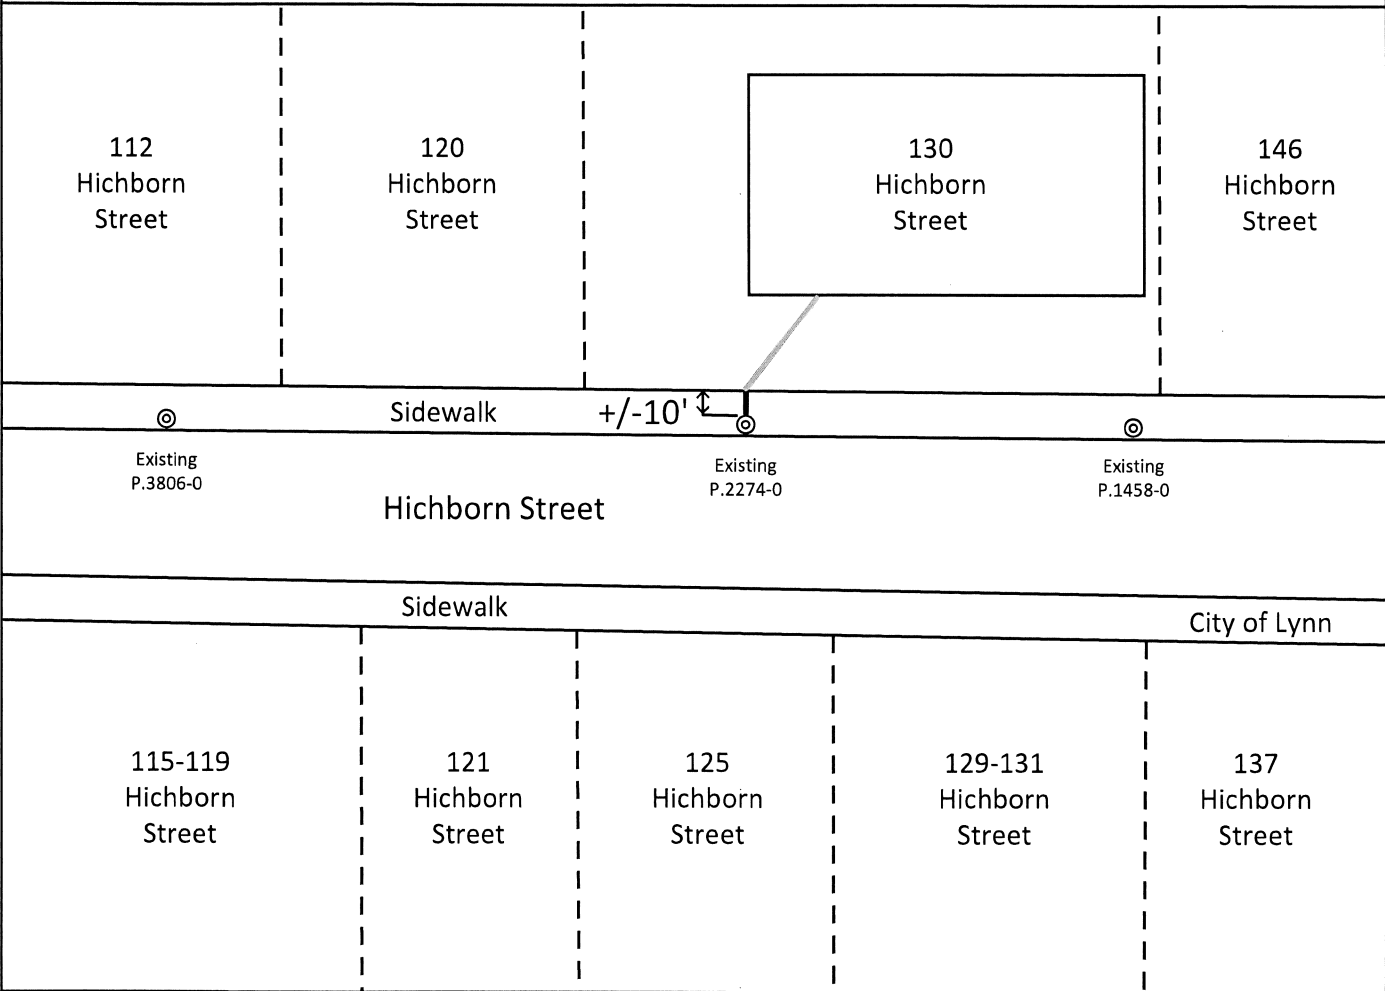 112
Hichborn
Street
120
Hichborn
Street
130
Hichborn
Street
146
Hichborn
Street
Sidewalk
+/-10'
Existing
P.3806-0
Existing
P.2274-0
Existing
P.1458-0
Hichborn Street
Sidewalk
City of Lynn
115-119
Hichborn
Street
121
Hichborn
Street
125
Hichborn
Street
129-131
Hichborn
Street
137
Hichborn
Street